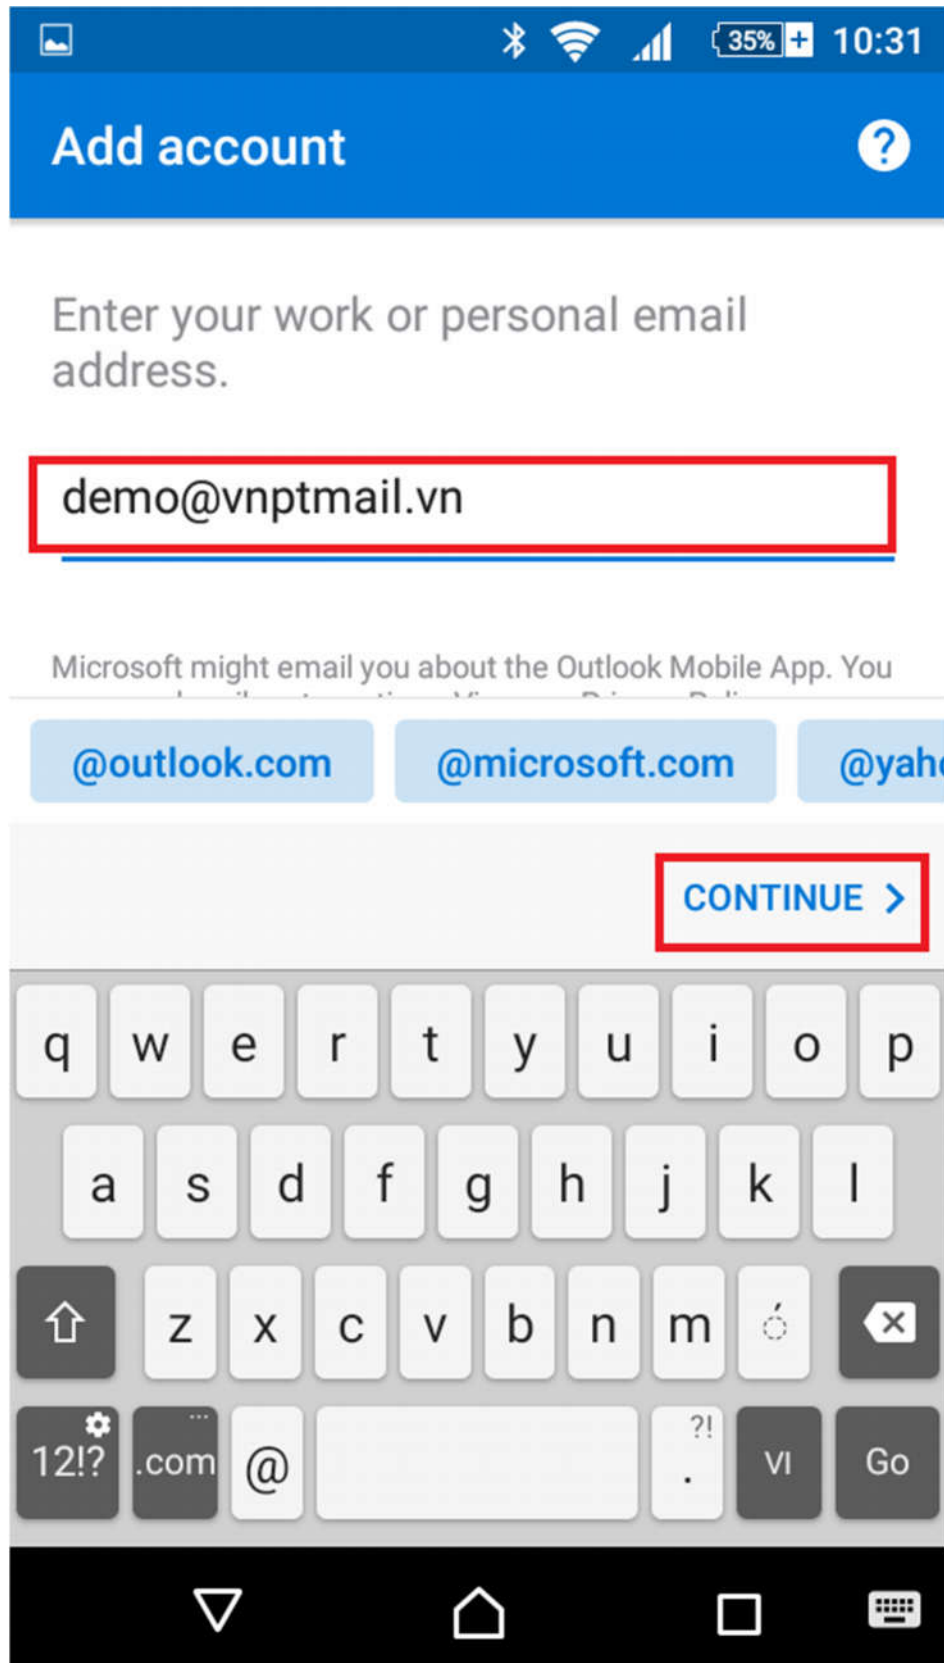 35% 10:31
Add account ?
Enter your work or personal email
address.
demo@vnptmail.vn
Microsoft might email you about the Outlook Mobile App. You
@outlook.com @microsoft.com @yah
CONTINUE >
q w e r t y u i o p
a s d f g h j k l
z x c v b n m
12!? .com @ ?! . VI Go